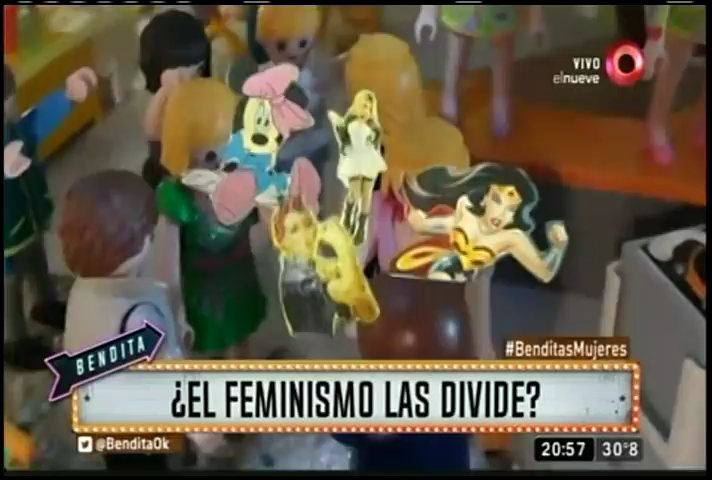 VIVO
elnueve
#BenditasMujeres
BENDITA
¿EL FEMINISMO LAS DIVIDE?
@BenditaOk
20:57 30°8